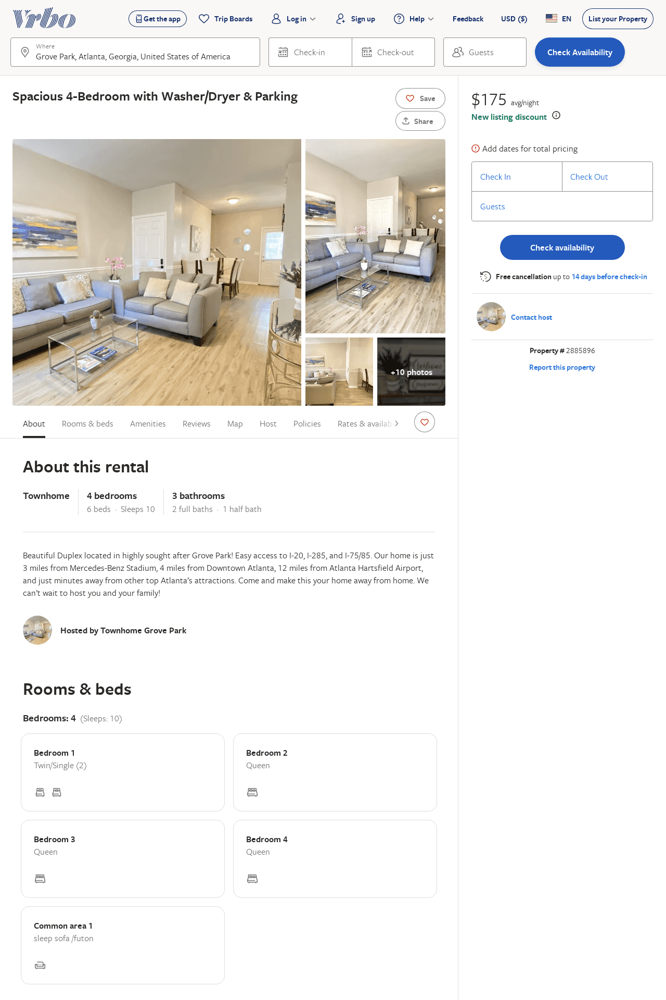 Vrbo
Get the app
Trip Boards
Log in
Sign up
Help
Feedback
USD ($)
EN
List your Property
Where
Grove Park, Atlanta, Georgia, United States of America
Check-in
Check-out
Guests
Check Availability
Spacious 4-Bedroom with Washer/Dryer & Parking
Save
Share
$175 avg/night
New listing discount
Add dates for total pricing
Check In
Check Out
Guests
Check availability
Free cancellation up to 14 days before check-in
Contact host
Property # 2885896
Report this property
+10 photos
About
Rooms & beds
Amenities
Reviews
Map
Host
Policies
Rates &
About this rental
Townhome
4 bedrooms
6 beds · Sleeps 10
3 bathrooms
2 full baths · 1 half bath
Beautiful Duplex located in highly sought after Grove Park! Easy access to I-20, I-285, and I-75/85. Our home is just
3 miles from Mercedes-Benz Stadium, 4 miles from Downtown Atlanta, 12 miles from Atlanta Hartsfield Airport,
and just minutes away from other top Atlanta’s attractions. Come and make this your home away from home. We
can’t wait to host you and your family!
Hosted by Townhome Grove Park
Rooms & beds
Bedrooms: 4 (Sleeps: 10)
Bedroom 1
Twin/Single (2)
Bedroom 2
Queen
Bedroom 3
Queen
Bedroom 4
Queen
Common area 1
sleep sofa /futon